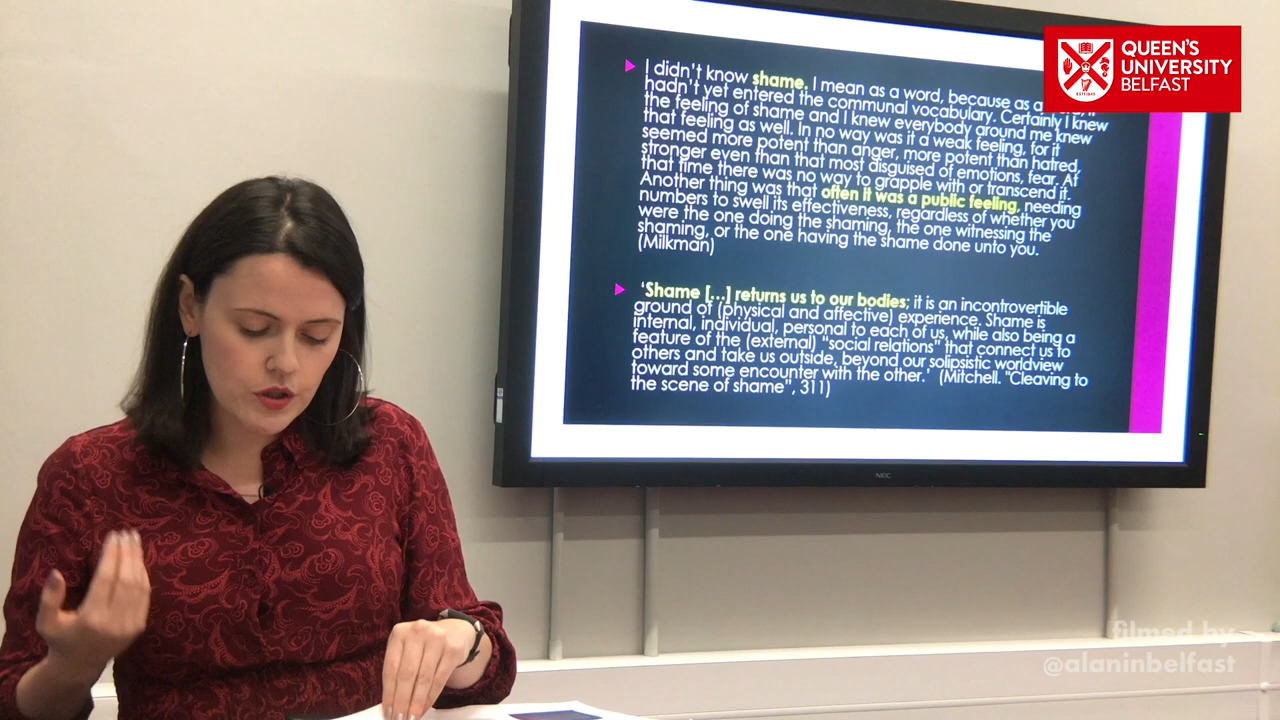 QUEEN'S
UNIVERSITY
BELFAST
I didn't know shame. I mean as a word, because as a
hadn't yet entered the communal vocabulary. Certainly I knew
the feeling of shame and I knew everybody around me knew
that feeling as well. In no way was it a weak feeling, for it
seemed more potent than anger, more potent than hatred,
stronger even than that most disguised of emotions, fear. At
that time there was no way to grapple with or transcend it.
Another thing was that often it was a public feeling, needing
numbers to swell its effectiveness, regardless of whether you
were the one doing the shaming, the one witnessing the
shaming, or the one having the shame done unto you.
(Milkman)
'Shame [...] returns us to our bodies; it is an incontrovertible
ground of (physical and affective) experience. Shame is
internal, individual, personal to each of us, while also being a
feature of the (external) "social relations" that connect us to
others and take us outside, beyond our solipsistic worldview
toward some encounter with the other.' (Mitchell. "Cleaving to
the scene of shame", 311)
NEC
filmed by
@alaninbelfast